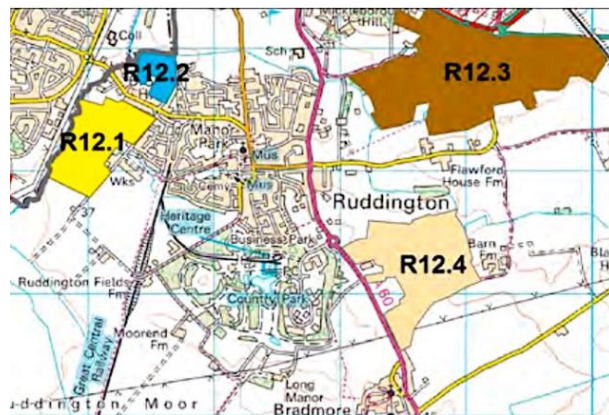 Coll
Mickleborough
Hill
Sch
R12.2
R12.3
R12.1
Manor
Park
Mus
Wks
Cemy
Mus
Flawford
House Fm
37
Heritage
Centre
Ruddington
Business Park
Barn
Fm
R12.4
Ruddington Fields
Fm
Country Park
A60
Great Central
Railway
Moorend
Fm
Long
Manor
uddington Moor
Bradmore